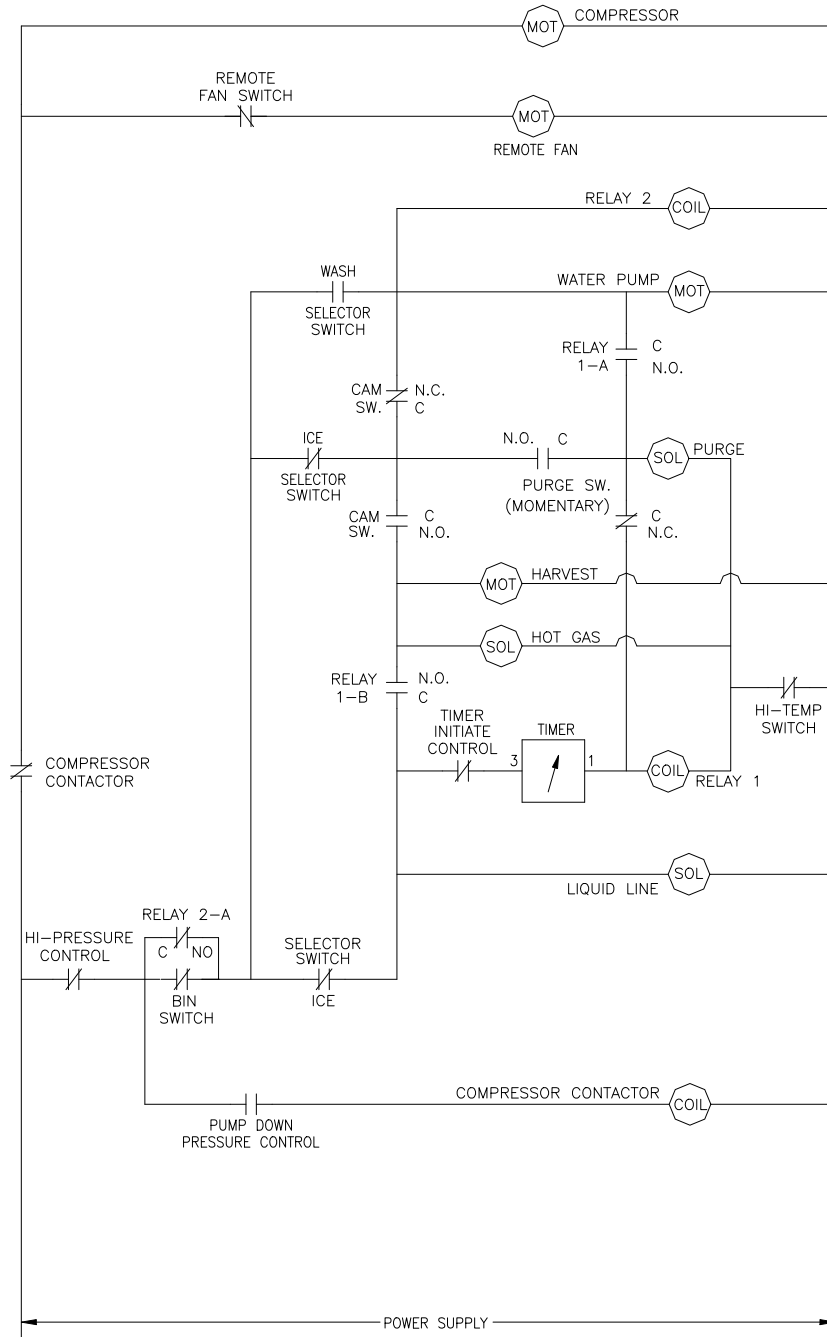 MOT COMPRESSOR
REMOTE
FAN SWITCH
MOT
REMOTE FAN
RELAY 2 COIL
WASH
SELECTOR
SWITCH
WATER PUMP MOT
RELAY
1-A
C
N.O.
CAM
SW.
N.C.
C
ICE
SELECTOR
SWITCH
N.O. C
PURGE SW.
(MOMENTARY)
SOL PURGE
CAM
SW.
C
N.O.
C
N.C.
MOT HARVEST
SOL HOT GAS
RELAY
1-B
N.O.
C
TIMER
INITIATE
CONTROL
TIMER
3 1
HI-TEMP
SWITCH
COIL
RELAY 1
COMPRESSOR
CONTACTOR
SOL
LIQUID LINE
RELAY 2-A
C NO
HI-PRESSURE
CONTROL
BIN
SWITCH
SELECTOR
SWITCH
ICE
COMPRESSOR CONTACTOR COIL
PUMP DOWN
PRESSURE CONTROL
POWER SUPPLY